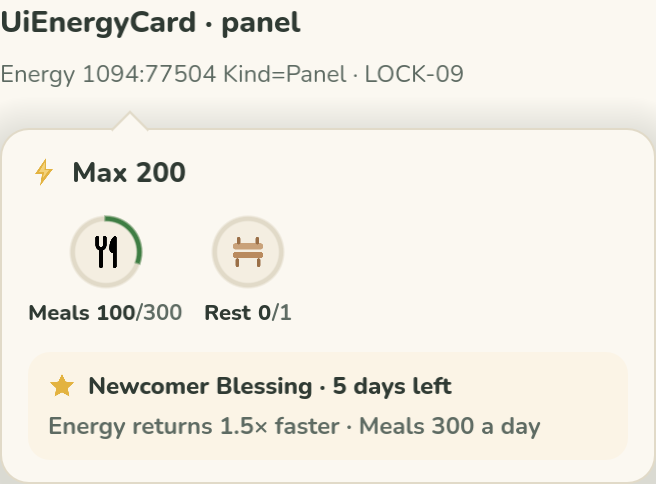 UiEnergyCard · panel
Energy 1094:77504 Kind=Panel · LOCK-09
Max 200
Meals 100/300 Rest 0/1
Newcomer Blessing · 5 days left
Energy returns 1.5× faster · Meals 300 a day